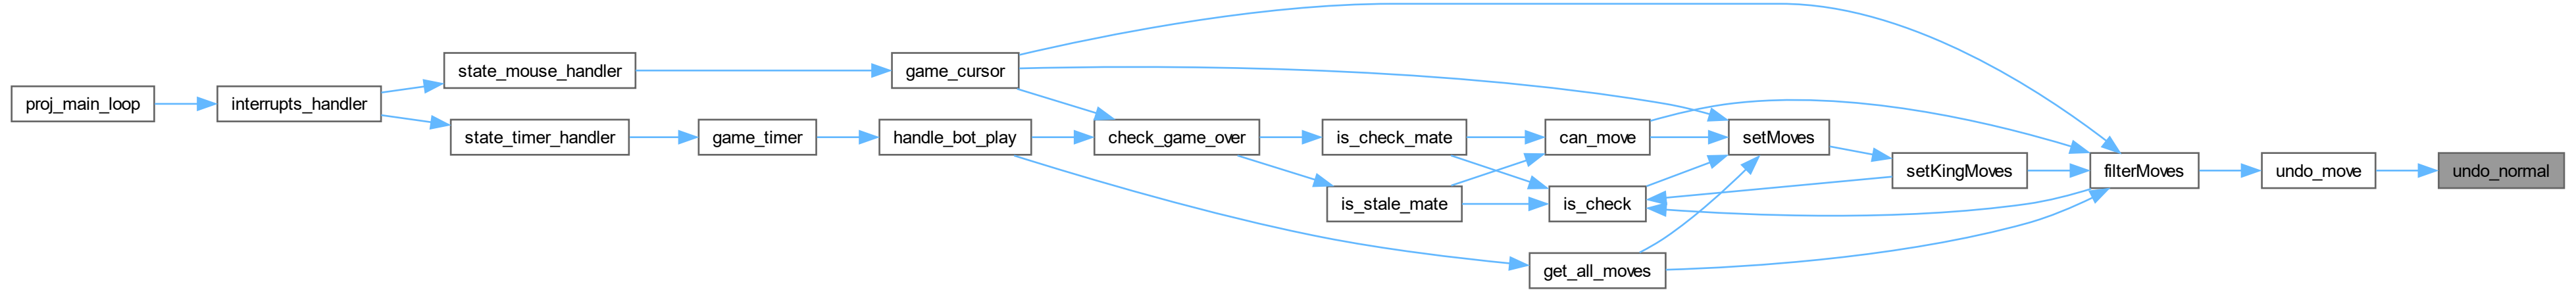 proj_main_loop
interrupts_handler
state_mouse_handler
state_timer_handler
game_cursor
game_timer
handle_bot_play
check_game_over
is_check_mate
is_stale_mate
can_move
is_check
get_all_moves
setMoves
setKingMoves
filterMoves
undo_move
undo_normal